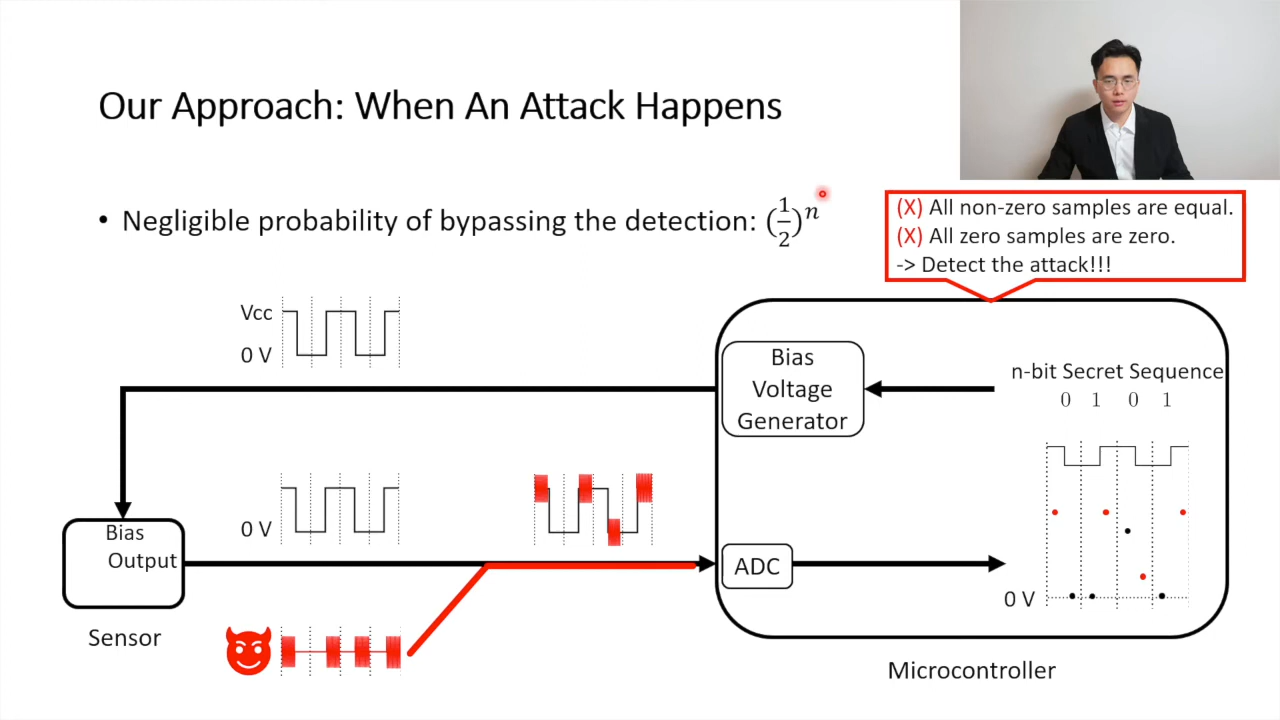 Our Approach: When An Attack Happens
• Negligible probability of bypassing the detection: (1/2)^n
(X) All non-zero samples are equal.
(X) All zero samples are zero.
-> Detect the attack!!!
Vcc
0 V
Bias
Voltage
Generator
n-bit Secret Sequence
0 1 0 1
0 V
Bias
Output
ADC
0 V
Sensor
Microcontroller